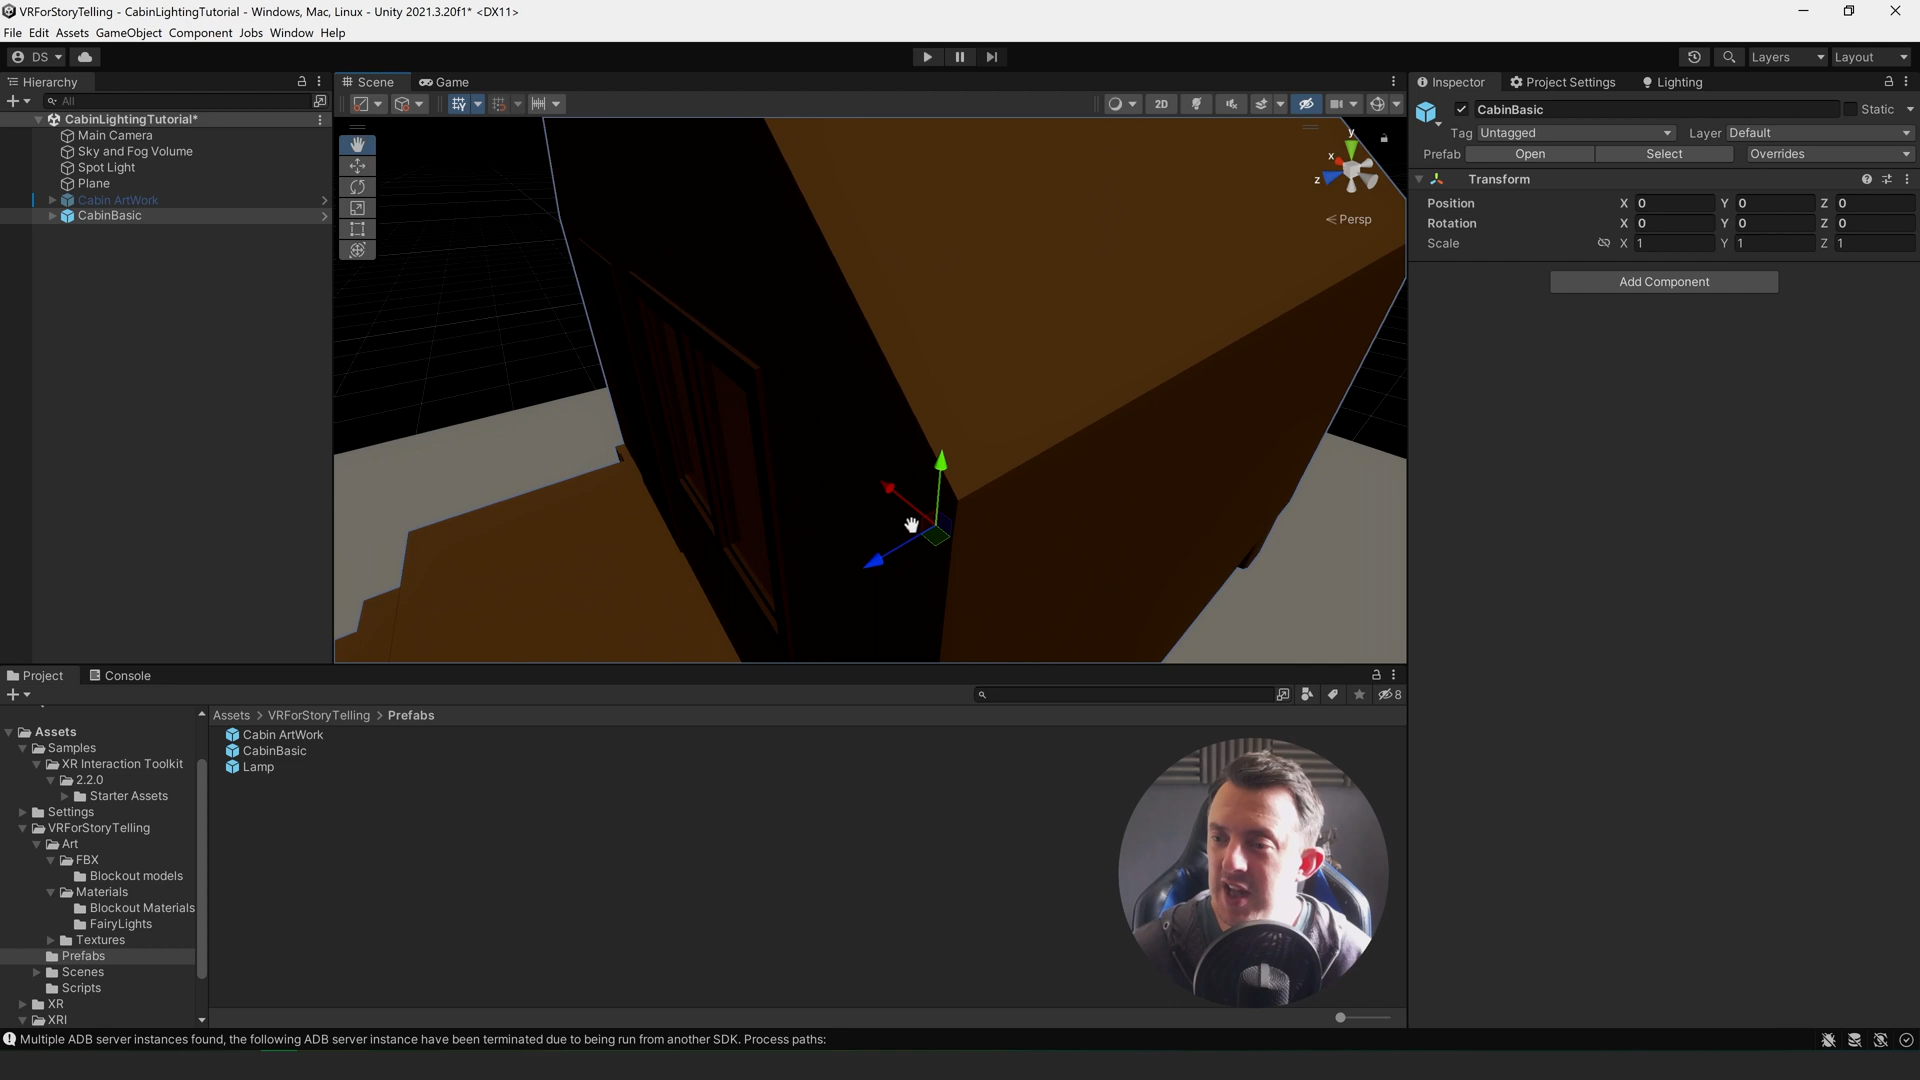 VRForStoryTelling - CabinLightingTutorial - Windows, Mac, Linux - Unity 2021.3.20f1* <DX11>
File Edit Assets GameObject Component Jobs Window Help
DS
Layers
Layout
Hierarchy
All
CabinLightingTutorial*
Main Camera
Sky and Fog Volume
Spot Light
Plane
Cabin ArtWork
CabinBasic
Scene
Game
2D
y
x
z
Persp
Inspector
Project Settings
Lighting
CabinBasic
Static
Tag Untagged
Layer Default
Prefab Open Select Overrides
Transform
Position X 0 Y 0 Z 0
Rotation X 0 Y 0 Z 0
Scale X 1 Y 1 Z 1
Add Component
Project
Console
8
Assets
Samples
XR Interaction Toolkit
2.2.0
Starter Assets
Settings
VRForStoryTelling
Art
FBX
Blockout models
Materials
Blockout Materials
FairyLights
Textures
Prefabs
Scenes
Scripts
XR
XRI
Assets > VRForStoryTelling > Prefabs
Cabin ArtWork
CabinBasic
Lamp
Multiple ADB server instances found, the following ADB server instance have been terminated due to being run from another SDK. Process paths: